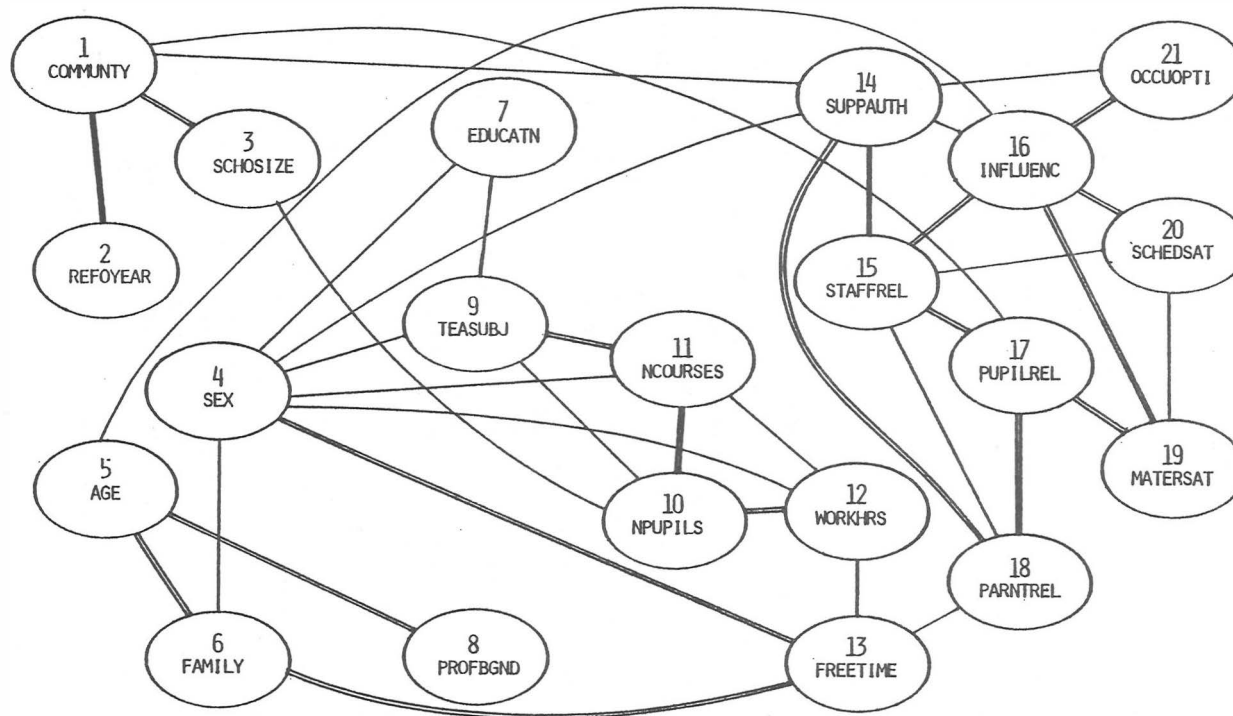 1
COMMUNTY
2
REFOYEAR
3
SCHOSIZE
4
SEX
5
AGE
6
FAMILY
7
EDUCATN
8
PROFBGND
9
TEASUBJ
10
NPUPILS
11
NCOURSES
12
WORKHRS
13
FREETIME
14
SUPPAUTH
15
STAFFREL
16
INFLUENC
17
PUPILREL
18
PARNTREL
19
MATERSAT
20
SCHEDSAT
21
OCCUOPTI